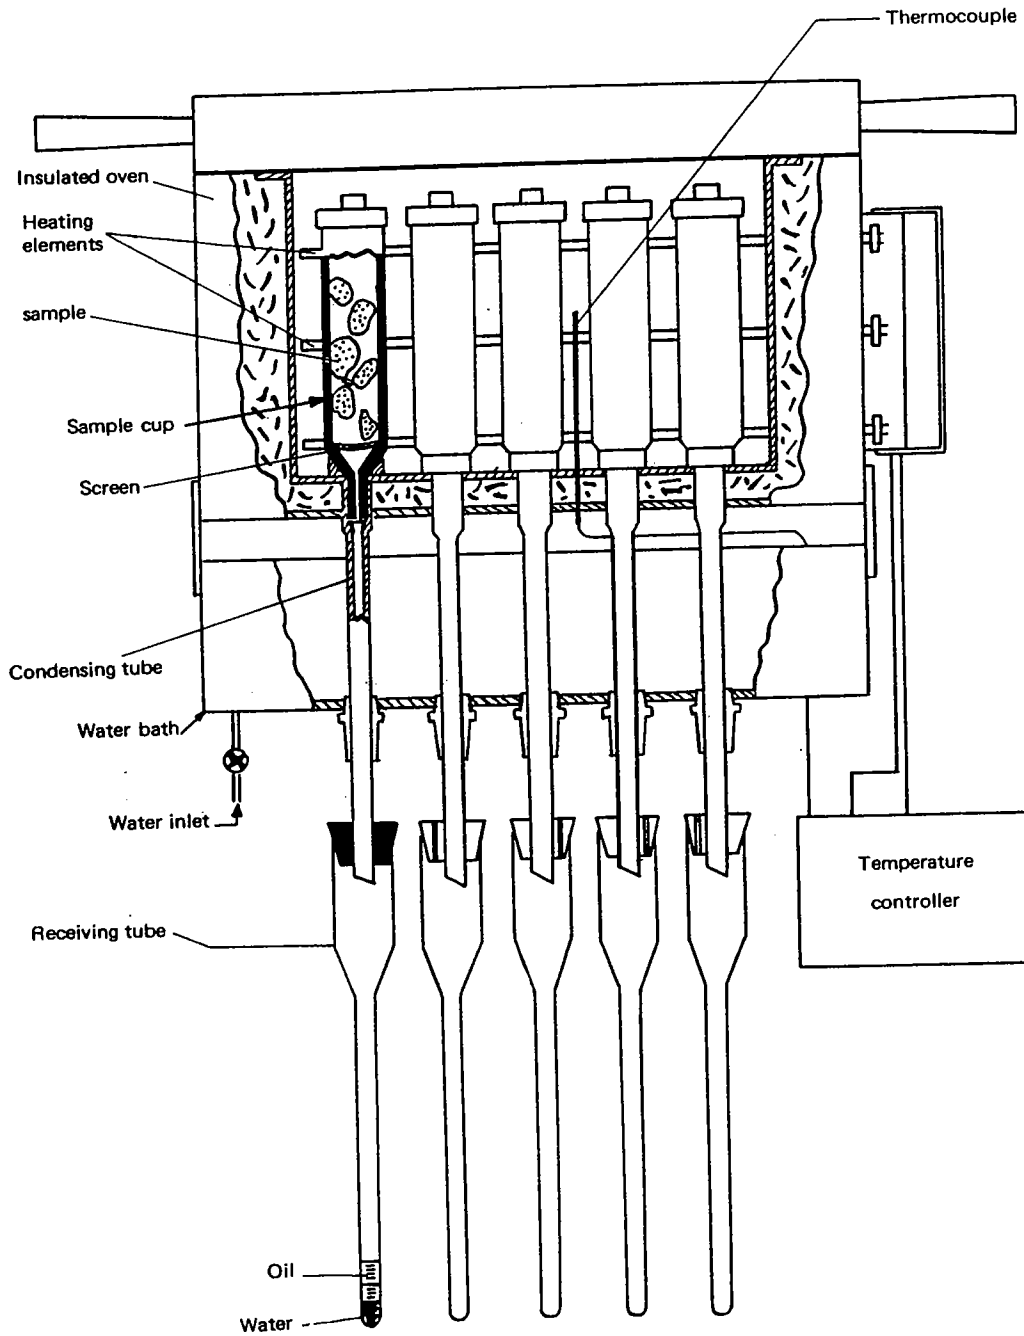 Thermocouple
Insulated oven
Heating
elements
sample
Sample cup
Screen
Condensing tube
Water bath
Water inlet
Temperature
controller
Receiving tube
Oil
Water